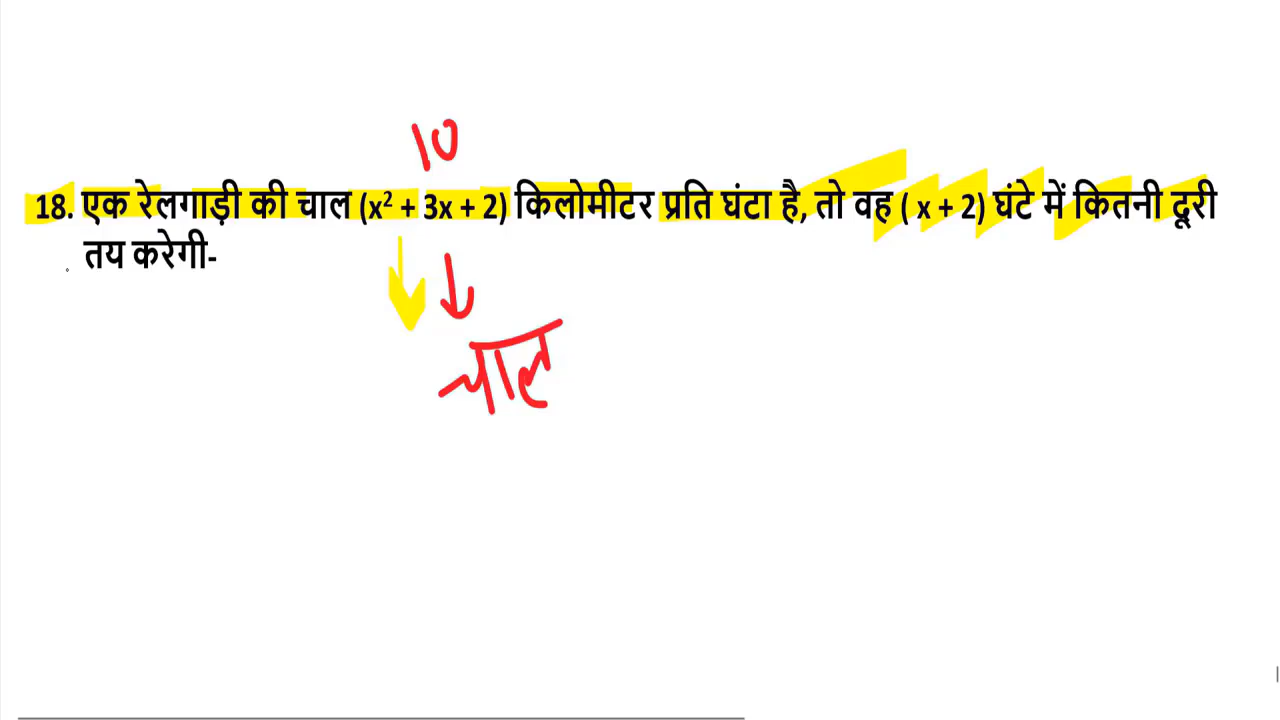 10
18. एक रेलगाड़ी की चाल (x² + 3x + 2) किलोमीटर प्रति घंटा है, तो वह ( x + 2) घंटे में कितनी दूरी
तय करेगी-
चाल